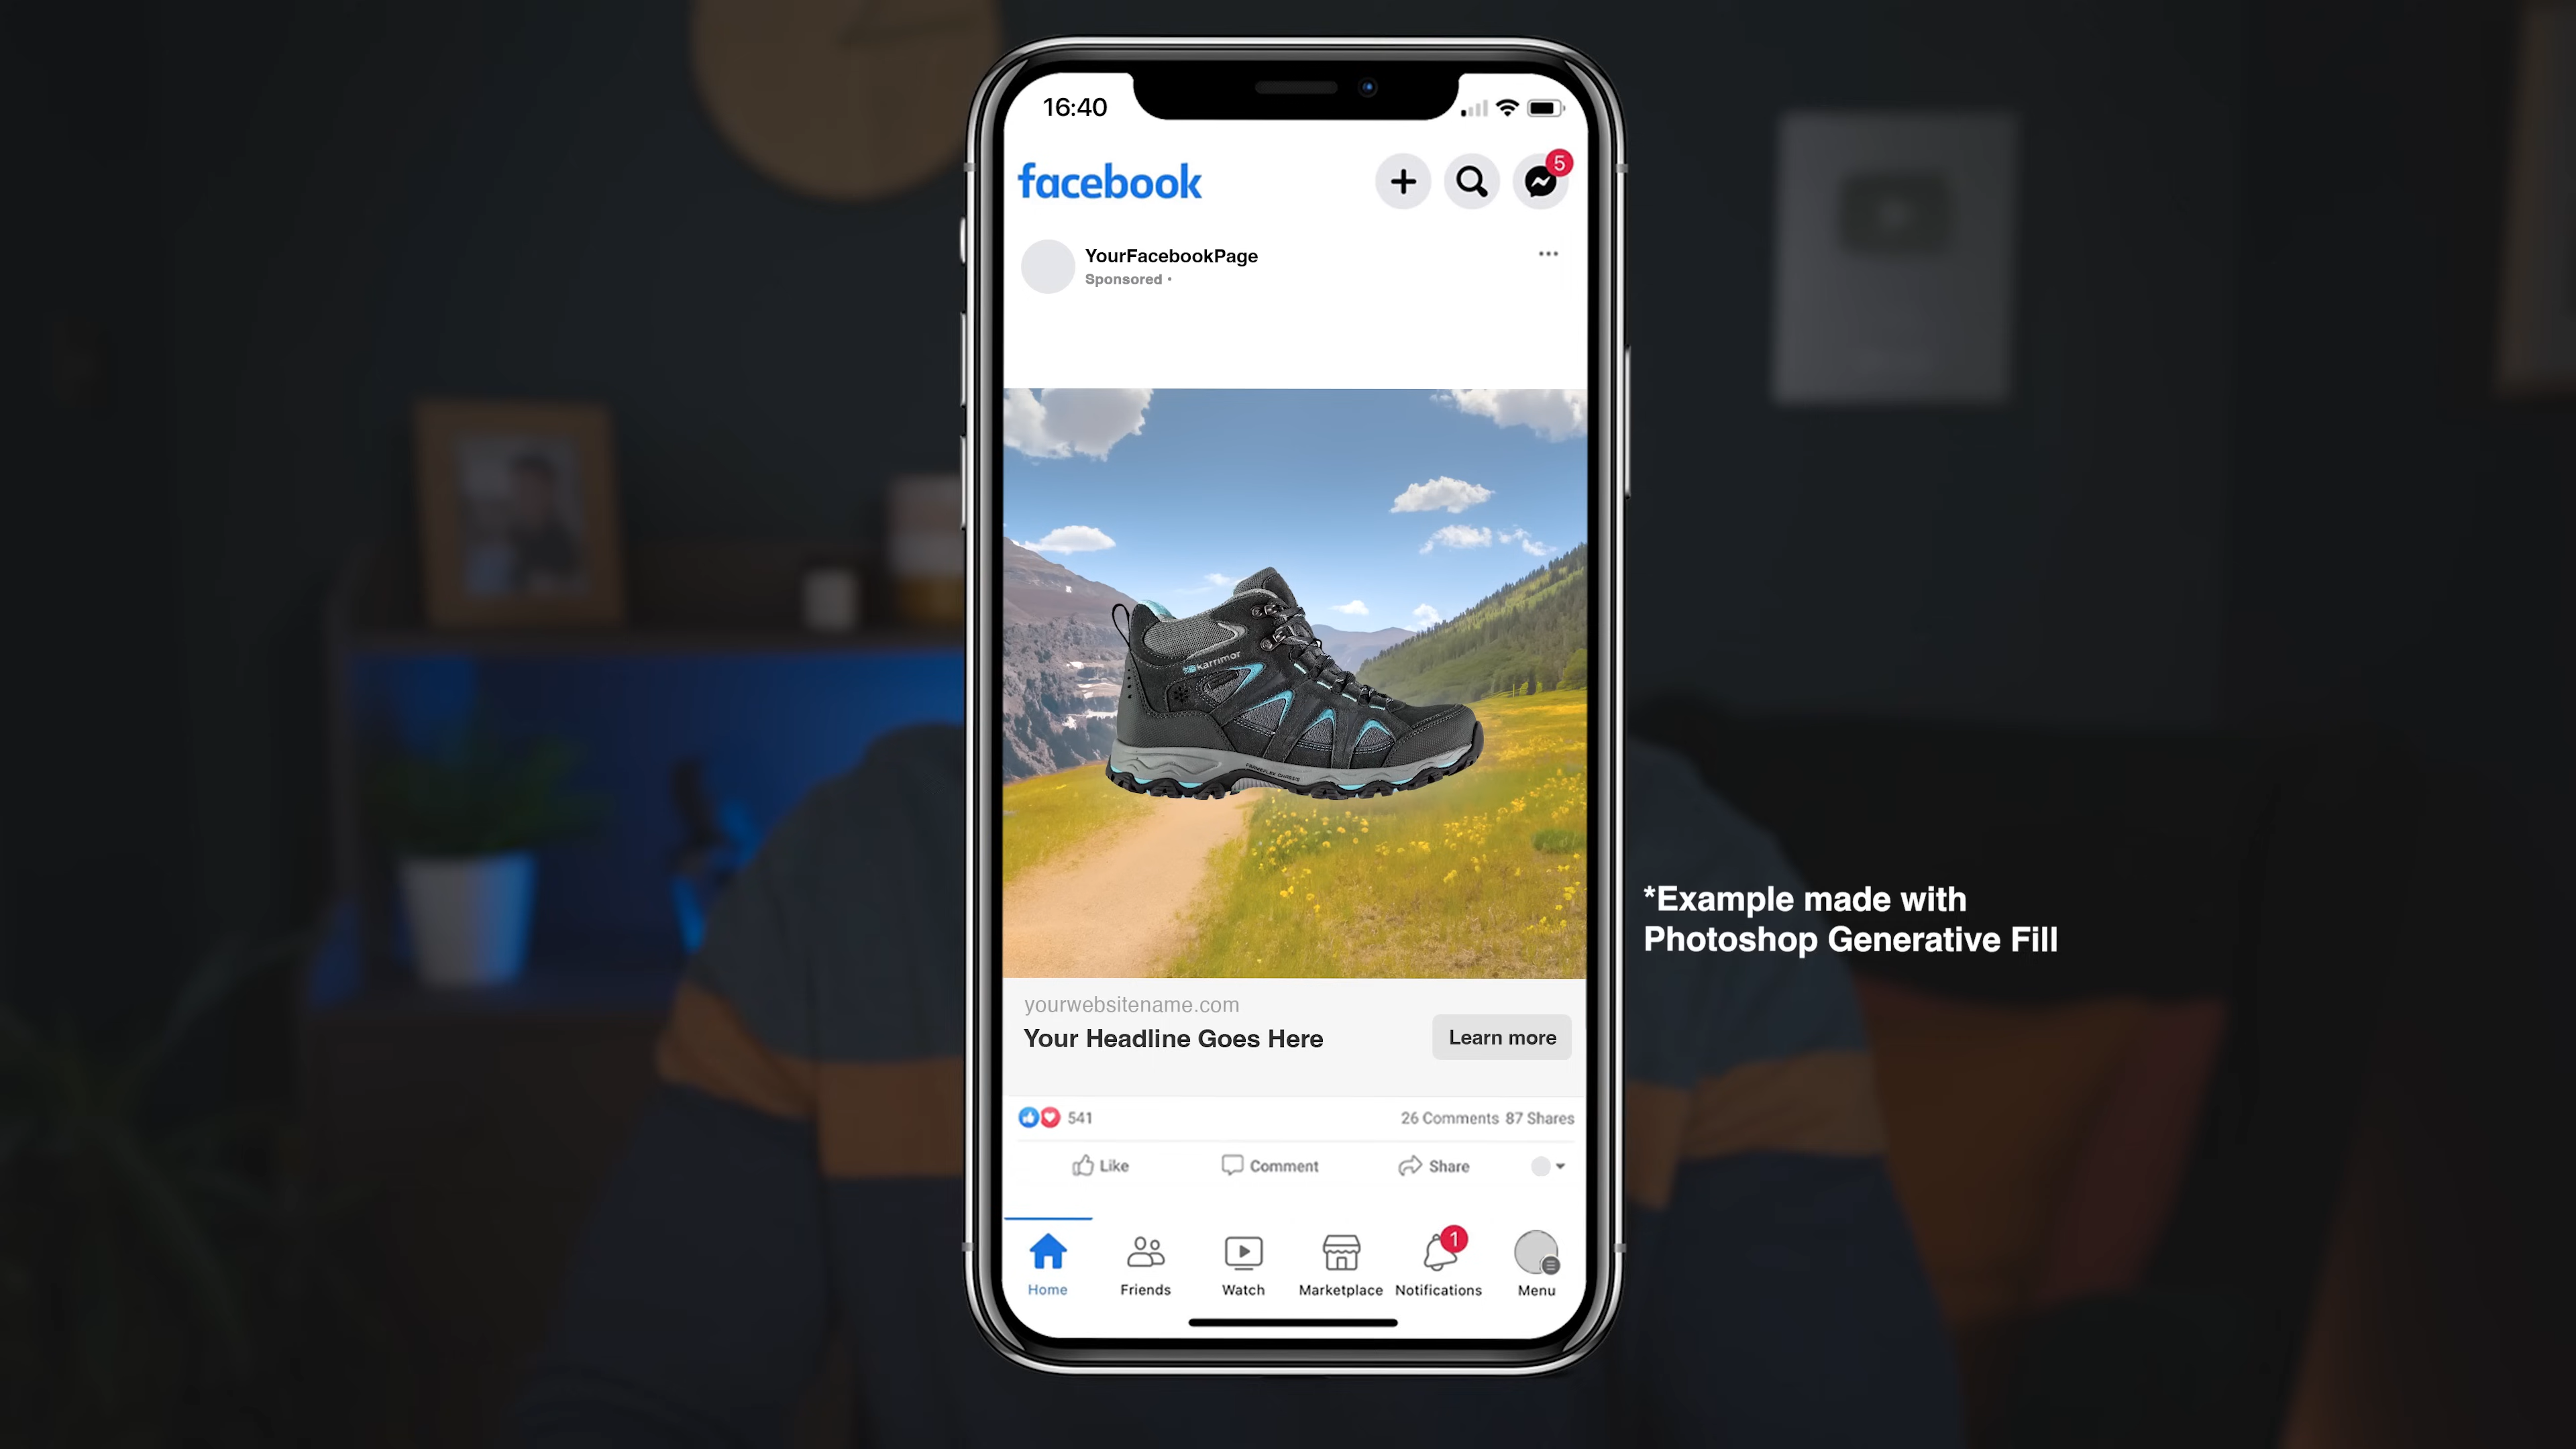 16:40
facebook
5
YourFacebookPage
Sponsored •
karrimor
*Example made with
Photoshop Generative Fill
yourwebsitename.com
Your Headline Goes Here
Learn more
541
26 Comments 87 Shares
Like
Comment
Share
1
Home
Friends
Watch
Marketplace
Notifications
Menu